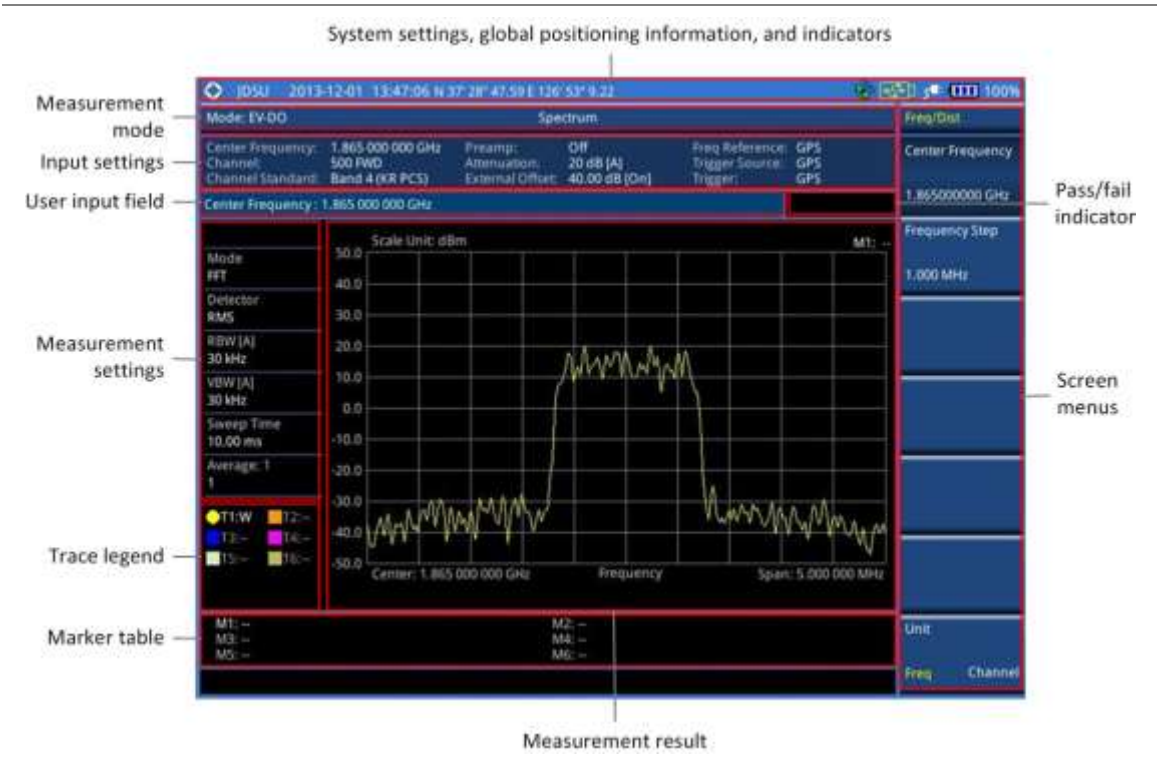 System settings, global positioning information, and indicators
JDSU 2013-12-01 13:47:06 N 37° 28" 47.59 E 126° 53" 9.22 100%
Measurement
mode
Mode: EV-DO Spectrum
Freq/Dist
Input settings
Center Frequency: 1.865 000 000 GHz Preamp: Off Freq Reference: GPS
Channel: 500 FWD Attenuation: 20 dB [A] Trigger Source: GPS
Channel Standard: Band 4 (KR PCS) External Offset: 40.00 dB [On] Trigger: GPS
Center Frequency
1.865000000 GHz
User input field
Center Frequency : 1.865 000 000 GHz
Pass/fail
indicator
Frequency Step
1.000 MHz
Measurement
settings
Mode
FFT
Detector
RMS
RBW [A]
30 kHz
VBW [A]
30 kHz
Sweep Time
10.00 ms
Average: 1
1
Scale Unit: dBm M1: --
50.0
40.0
30.0
20.0
10.0
0.0
-10.0
-20.0
-30.0
-40.0
-50.0
Center: 1.865 000 000 GHz Frequency Span: 5.000 000 MHz
Screen
menus
Trace legend
T1:W T2:--
T3:-- T4:--
T5:-- T6:--
Marker table
M1: -- M2: --
M3: -- M4: --
M5: -- M6: --
Unit
Freq Channel
Measurement result